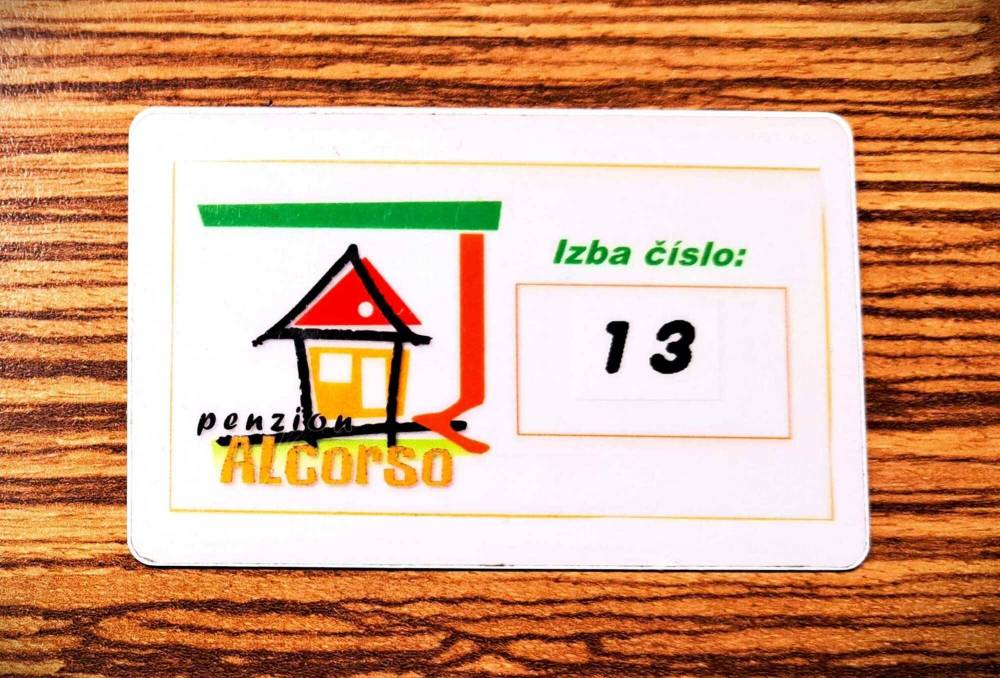 penzion
ALcorso
Izba číslo:
13